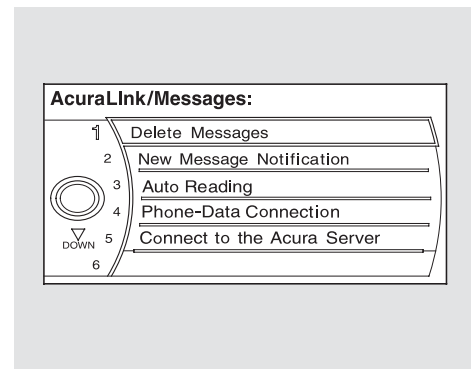 AcuraLInk/Messages:
1 Delete Messages
2 New Message Notification
3 Auto Reading
4 Phone-Data Connection
DOWN 5 Connect to the Acura Server
6